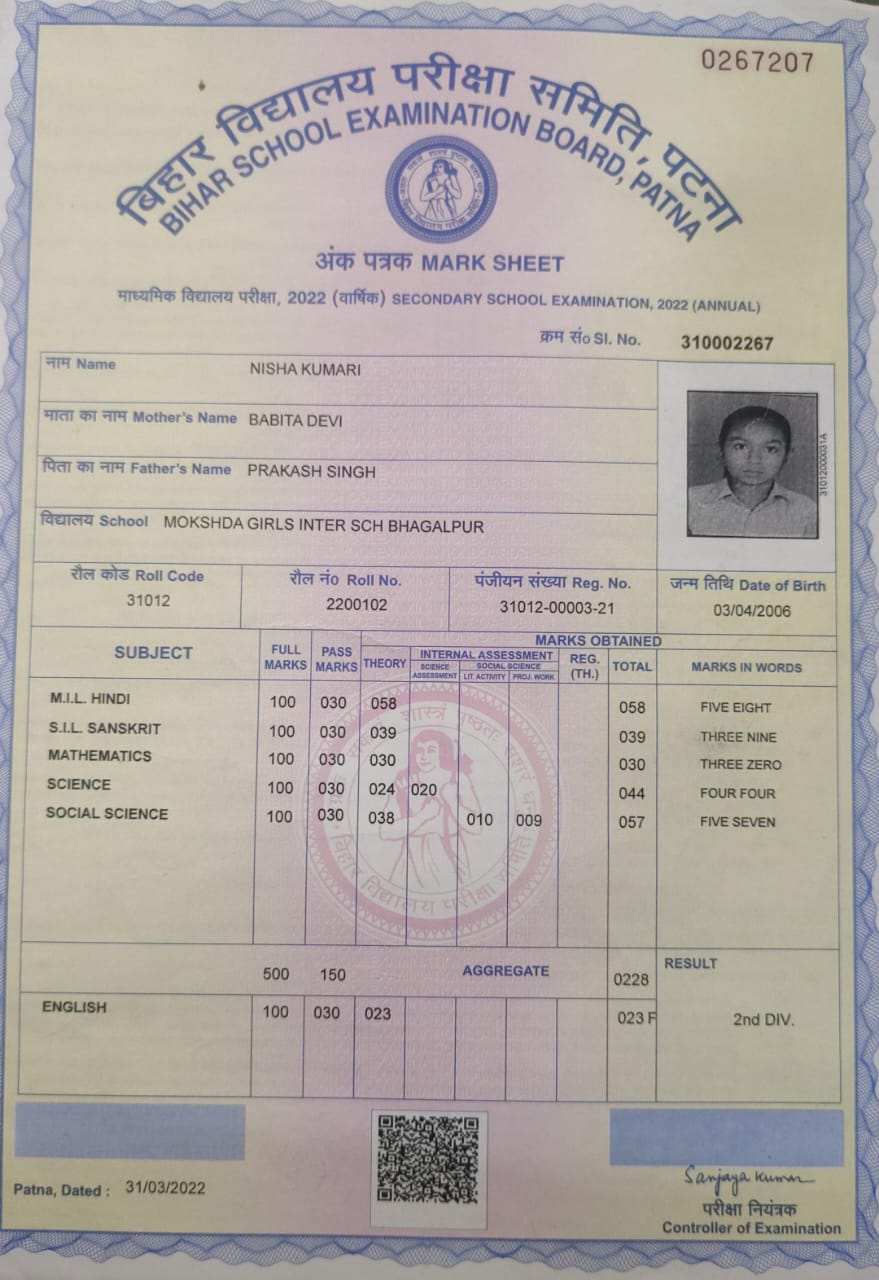 0267207
बिहार विद्यालय परीक्षा समिति, पटना
BIHAR SCHOOL EXAMINATION BOARD, PATNA
अंक पत्रक MARK SHEET
माध्यमिक विद्यालय परीक्षा, 2022 (वार्षिक) SECONDARY SCHOOL EXAMINATION, 2022 (ANNUAL)
क्रम सं० Sl. No. 310002267
नाम Name NISHA KUMARI
माता का नाम Mother's Name BABITA DEVI
पिता का नाम Father's Name PRAKASH SINGH
31012000031A
विद्यालय School MOKSHDA GIRLS INTER SCH BHAGALPUR
रौल कोड Roll Code रौल नं० Roll No. पंजीयन संख्या Reg. No. जन्म तिथि Date of Birth
31012 2200102 31012-00003-21 03/04/2006
SUBJECT FULL MARKS PASS MARKS MARKS OBTAINED
THEORY INTERNAL ASSESSMENT REG. (TH.) TOTAL MARKS IN WORDS
SCIENCE ASSESSMENT SOCIAL SCIENCE
LIT. ACTIVITY PROJ. WORK
M.I.L. HINDI 100 030 058 058 FIVE EIGHT
S.I.L. SANSKRIT 100 030 039 039 THREE NINE
MATHEMATICS 100 030 030 030 THREE ZERO
SCIENCE 100 030 024 020 044 FOUR FOUR
SOCIAL SCIENCE 100 030 038 010 009 057 FIVE SEVEN
बिहार विद्यालय परीक्षा समिति
500 150 AGGREGATE 0228 RESULT
ENGLISH 100 030 023 023 F 2nd DIV.
Patna, Dated : 31/03/2022
Sanjaya Kumar
परीक्षा नियंत्रक
Controller of Examination